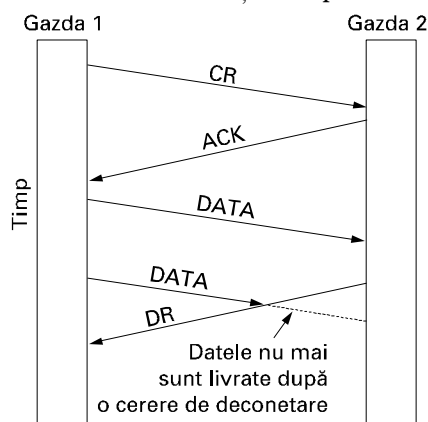 Gazda 1
Gazda 2
CR
ACK
Timp
DATA
DATA
DR
Datele nu mai
sunt livrate după
o cerere de deconetare